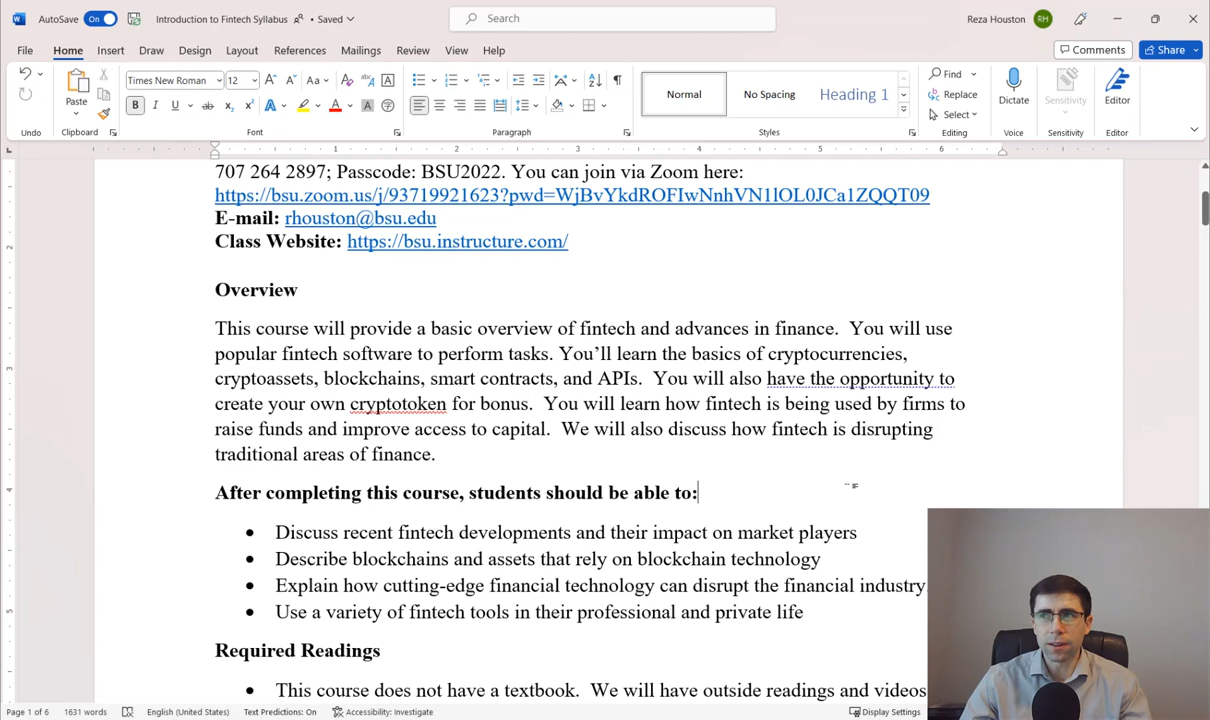 AutoSave On Introduction to Fintech Syllabus • Saved Search Reza Houston RH
File Home Insert Draw Design Layout References Mailings Review View Help Comments Share
Times New Roman 12 Aa A Normal No Spacing Heading 1 Find Replace Select
Paste B I U ab x₂ x² A Dictate Sensitivity Editor
Undo Clipboard Font Paragraph Styles Editing Voice Sensitivity Editor
1 2 3 4 5 6
707 264 2897; Passcode: BSU2022. You can join via Zoom here:
https://bsu.zoom.us/j/93719921623?pwd=WjBvYkdROFIwNnhVN1lOL0JCa1ZQQT09
E-mail: rhouston@bsu.edu
Class Website: https://bsu.instructure.com/
Overview
This course will provide a basic overview of fintech and advances in finance. You will use
popular fintech software to perform tasks. You’ll learn the basics of cryptocurrencies,
cryptoassets, blockchains, smart contracts, and APIs. You will also have the opportunity to
create your own cryptotoken for bonus. You will learn how fintech is being used by firms to
raise funds and improve access to capital. We will also discuss how fintech is disrupting
traditional areas of finance.
After completing this course, students should be able to:
• Discuss recent fintech developments and their impact on market players
• Describe blockchains and assets that rely on blockchain technology
• Explain how cutting-edge financial technology can disrupt the financial industry.
• Use a variety of fintech tools in their professional and private life
Required Readings
• This course does not have a textbook. We will have outside readings and videos
Page 1 of 6 1631 words English (United States) Text Predictions: On Accessibility: Investigate Display Settings